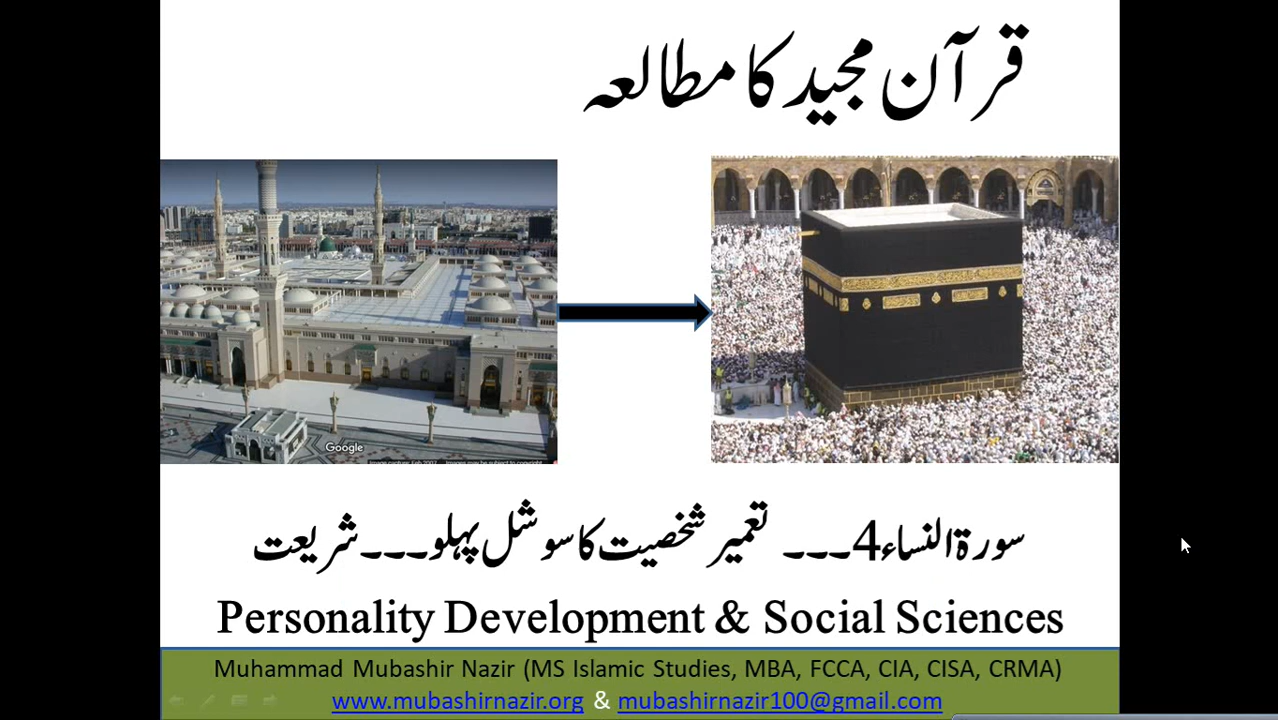 قرآن مجید کا مطالعہ
Google
سورۃ النساء 4۔۔۔ تعمیر شخصیت کا سوشل پہلو۔۔۔شریعت
Personality Development & Social Sciences
Muhammad Mubashir Nazir (MS Islamic Studies, MBA, FCCA, CIA, CISA, CRMA)
www.mubashirnazir.org & mubashirnazir100@gmail.com